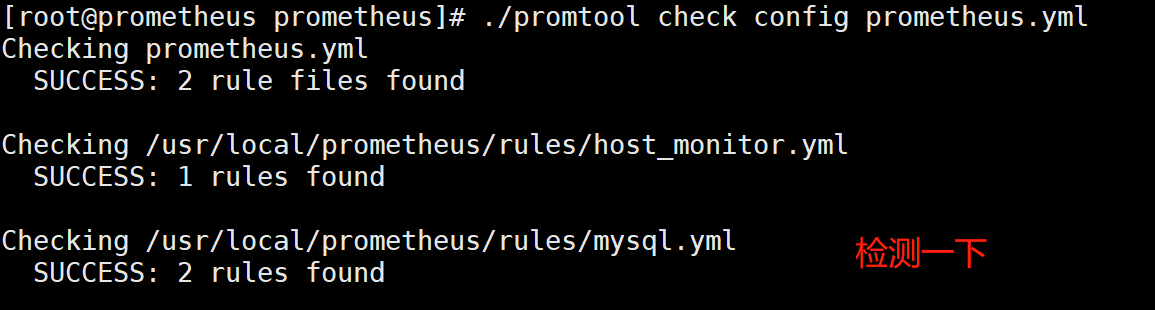 [root@prometheus prometheus]# ./promtool check config prometheus.yml
Checking prometheus.yml
  SUCCESS: 2 rule files found
Checking /usr/local/prometheus/rules/host_monitor.yml
  SUCCESS: 1 rules found
Checking /usr/local/prometheus/rules/mysql.yml
检测一下
  SUCCESS: 2 rules found